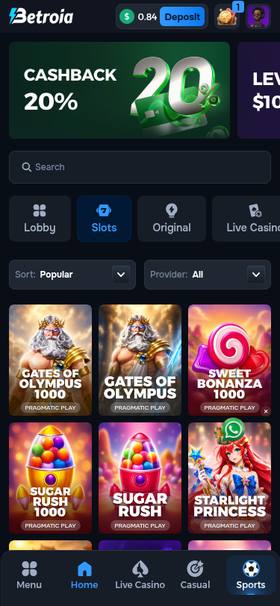 Betroia
$ 0.84 Deposit
1
CASHBACK
20%
20
LEV
$10
Search
Lobby
Slots
Original
Live Casino
Sort: Popular
Provider: All
GATES OF
OLYMPUS
1000
PRAGMATIC PLAY
GATES OF
OLYMPUS
PRAGMATIC PLAY
SWEET
BONANZA
1000
PRAGMATIC PLAY
SUGAR
RUSH
1000
PRAGMATIC PLAY
SUGAR
RUSH
PRAGMATIC PLAY
STARLIGHT
PRINCESS
PRAGMATIC PLAY
Menu
Home
Live Casino
Casual
Sports